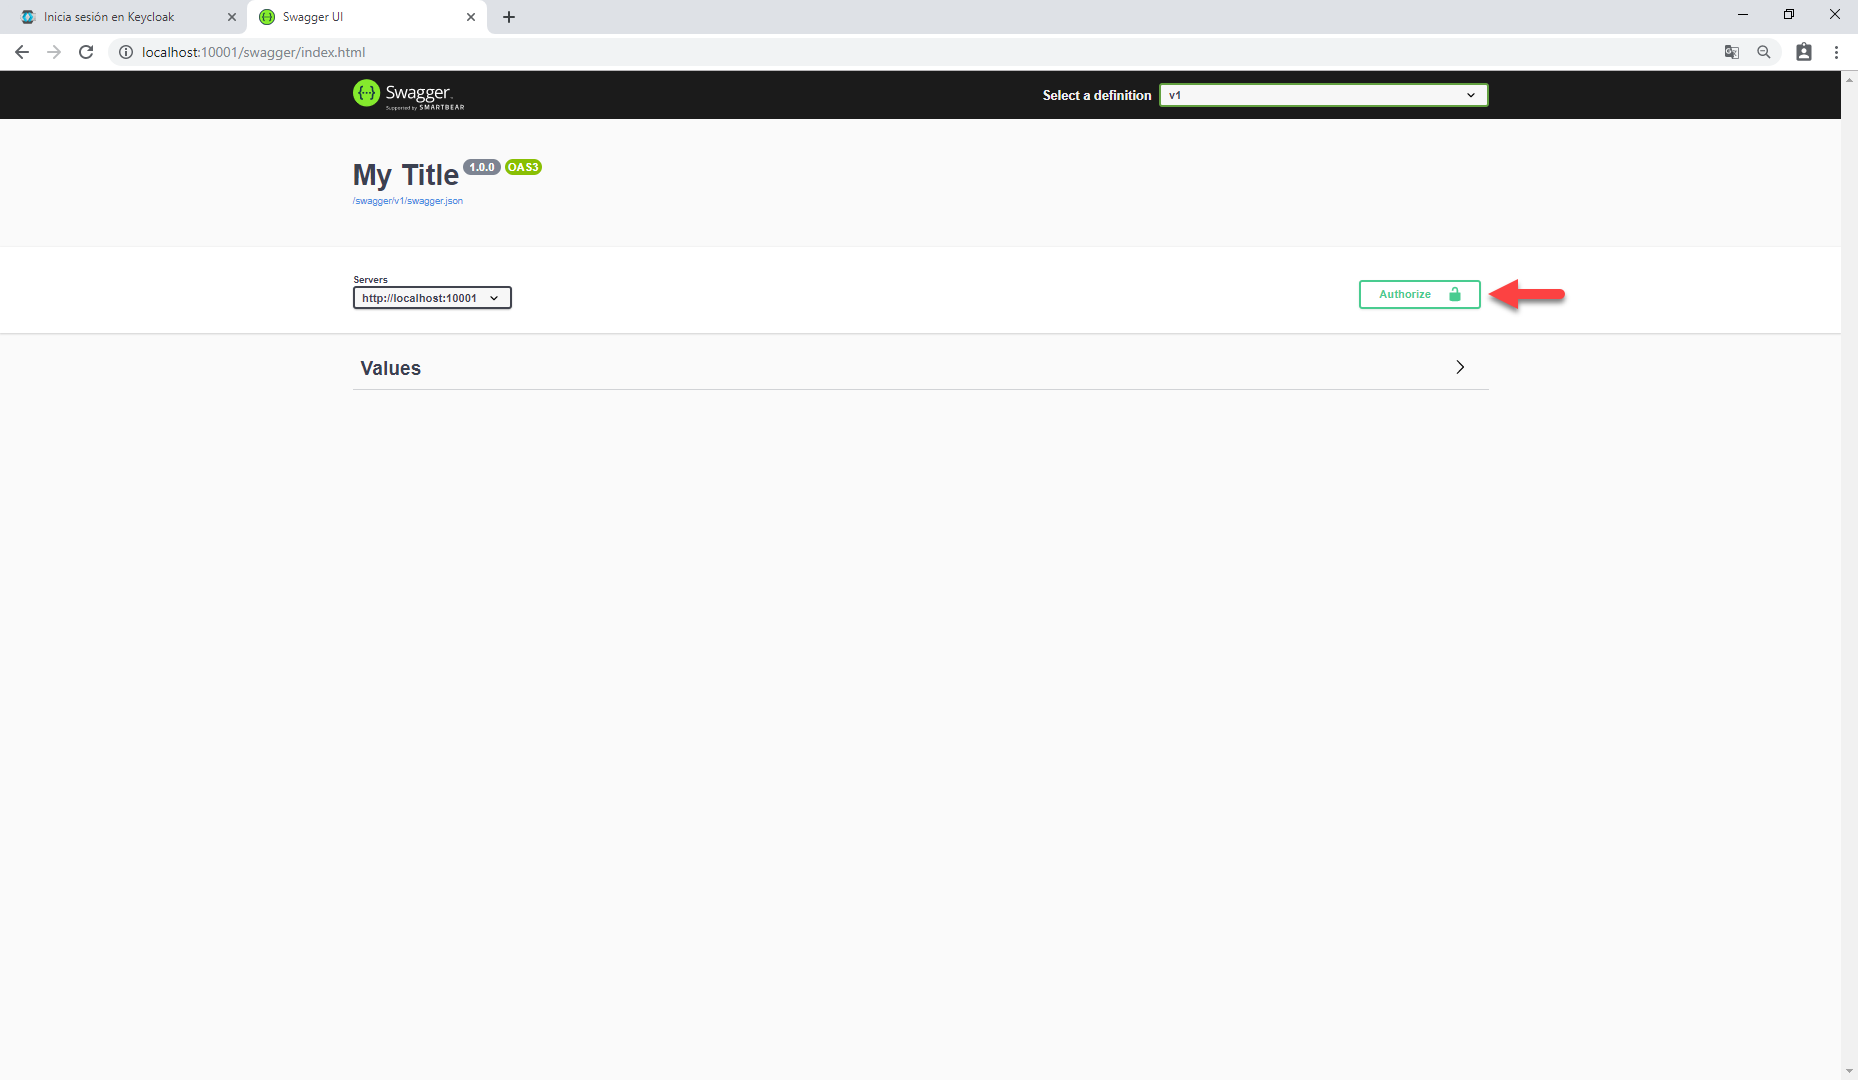 Inicia sesión en Keycloak
Swagger UI
localhost:10001/swagger/index.html
Swagger.
Supported by SMARTBEAR
Select a definition
v1
My Title 1.0.0 OAS3
/swagger/v1/swagger.json
Servers
http://localhost:10001
Authorize
Values